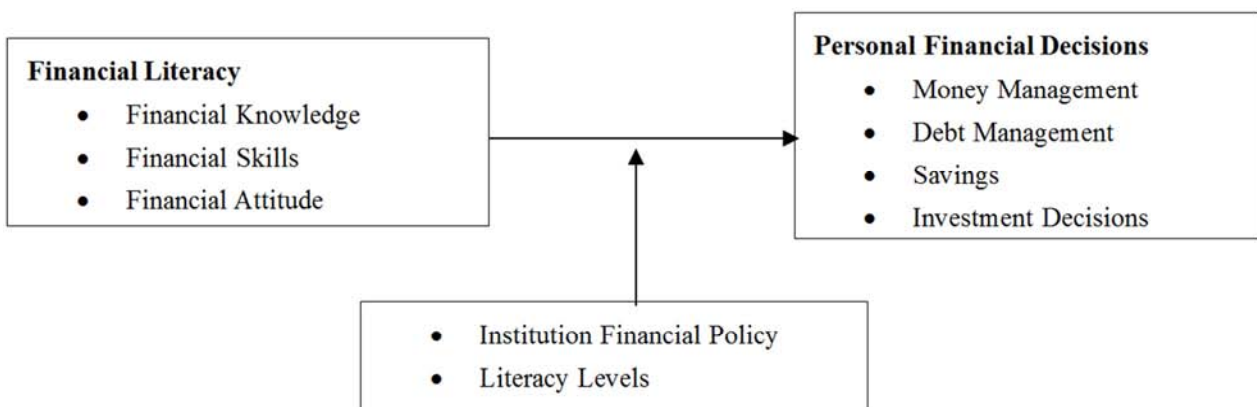 Financial Literacy
• Financial Knowledge
• Financial Skills
• Financial Attitude
Personal Financial Decisions
• Money Management
• Debt Management
• Savings
• Investment Decisions
• Institution Financial Policy
• Literacy Levels